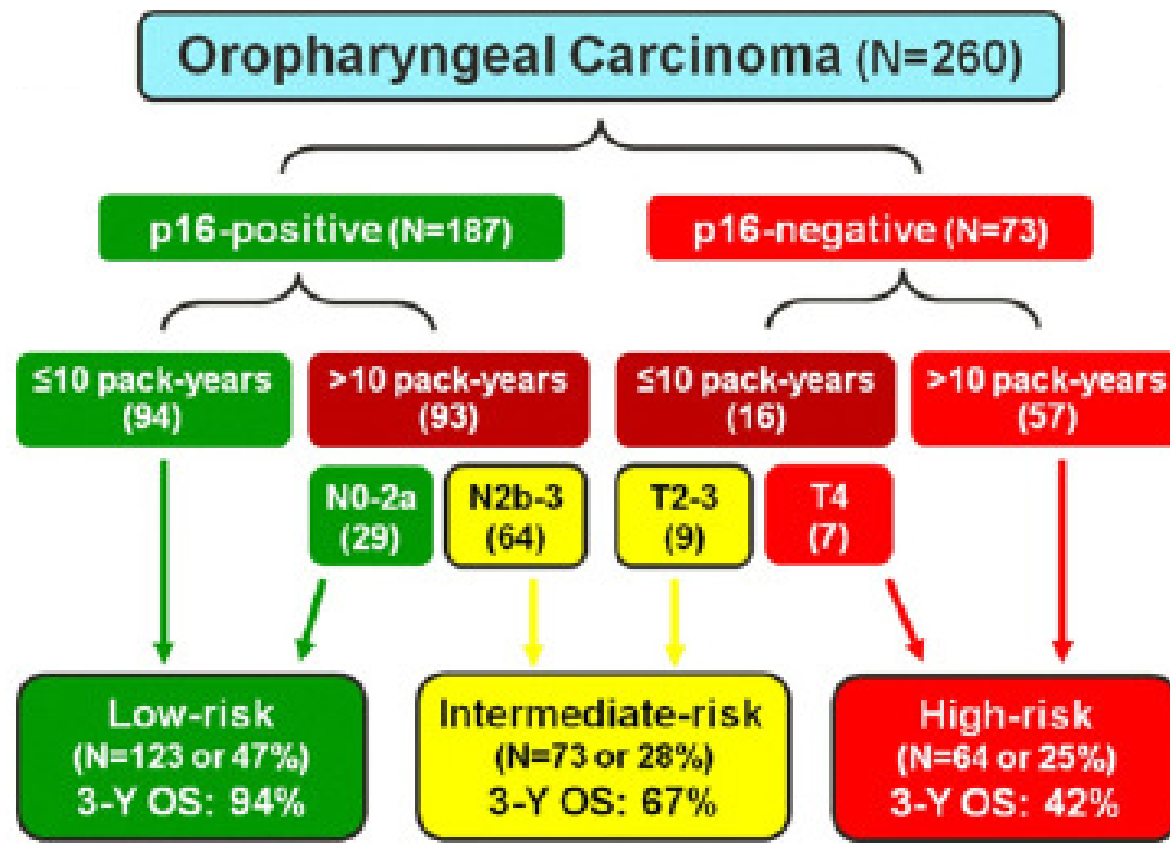 Oropharyngeal Carcinoma (N=260)
p16-positive (N=187)
p16-negative (N=73)
≤10 pack-years
(94)
>10 pack-years
(93)
≤10 pack-years
(16)
>10 pack-years
(57)
N0-2a
(29)
N2b-3
(64)
T2-3
(9)
T4
(7)
Low-risk
(N=123 or 47%)
3-Y OS: 94%
Intermediate-risk
(N=73 or 28%)
3-Y OS: 67%
High-risk
(N=64 or 25%)
3-Y OS: 42%